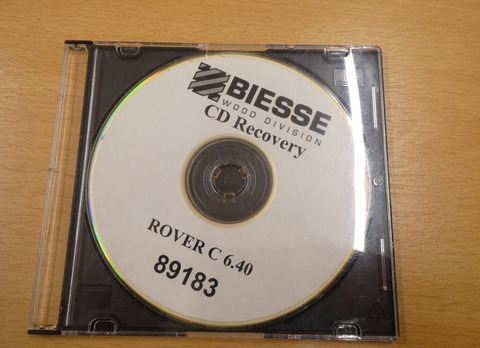 BIESSE
WOOD DIVISION
CD Recovery
ROVER C 6.40
89183